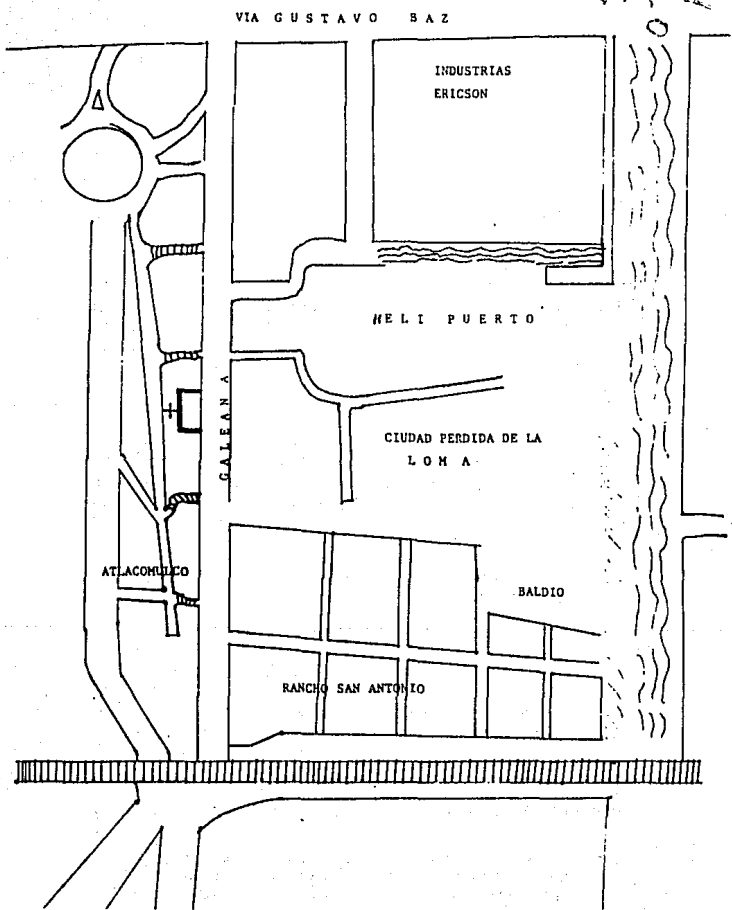 VIA GUSTAVO BAZ
INDUSTRIAS
ERICSON
HELI PUERTO
GALEANA
CIUDAD PERDIDA DE LA
LOMA
ATLACOMULCO
BALDIO
RANCHO SAN ANTONIO